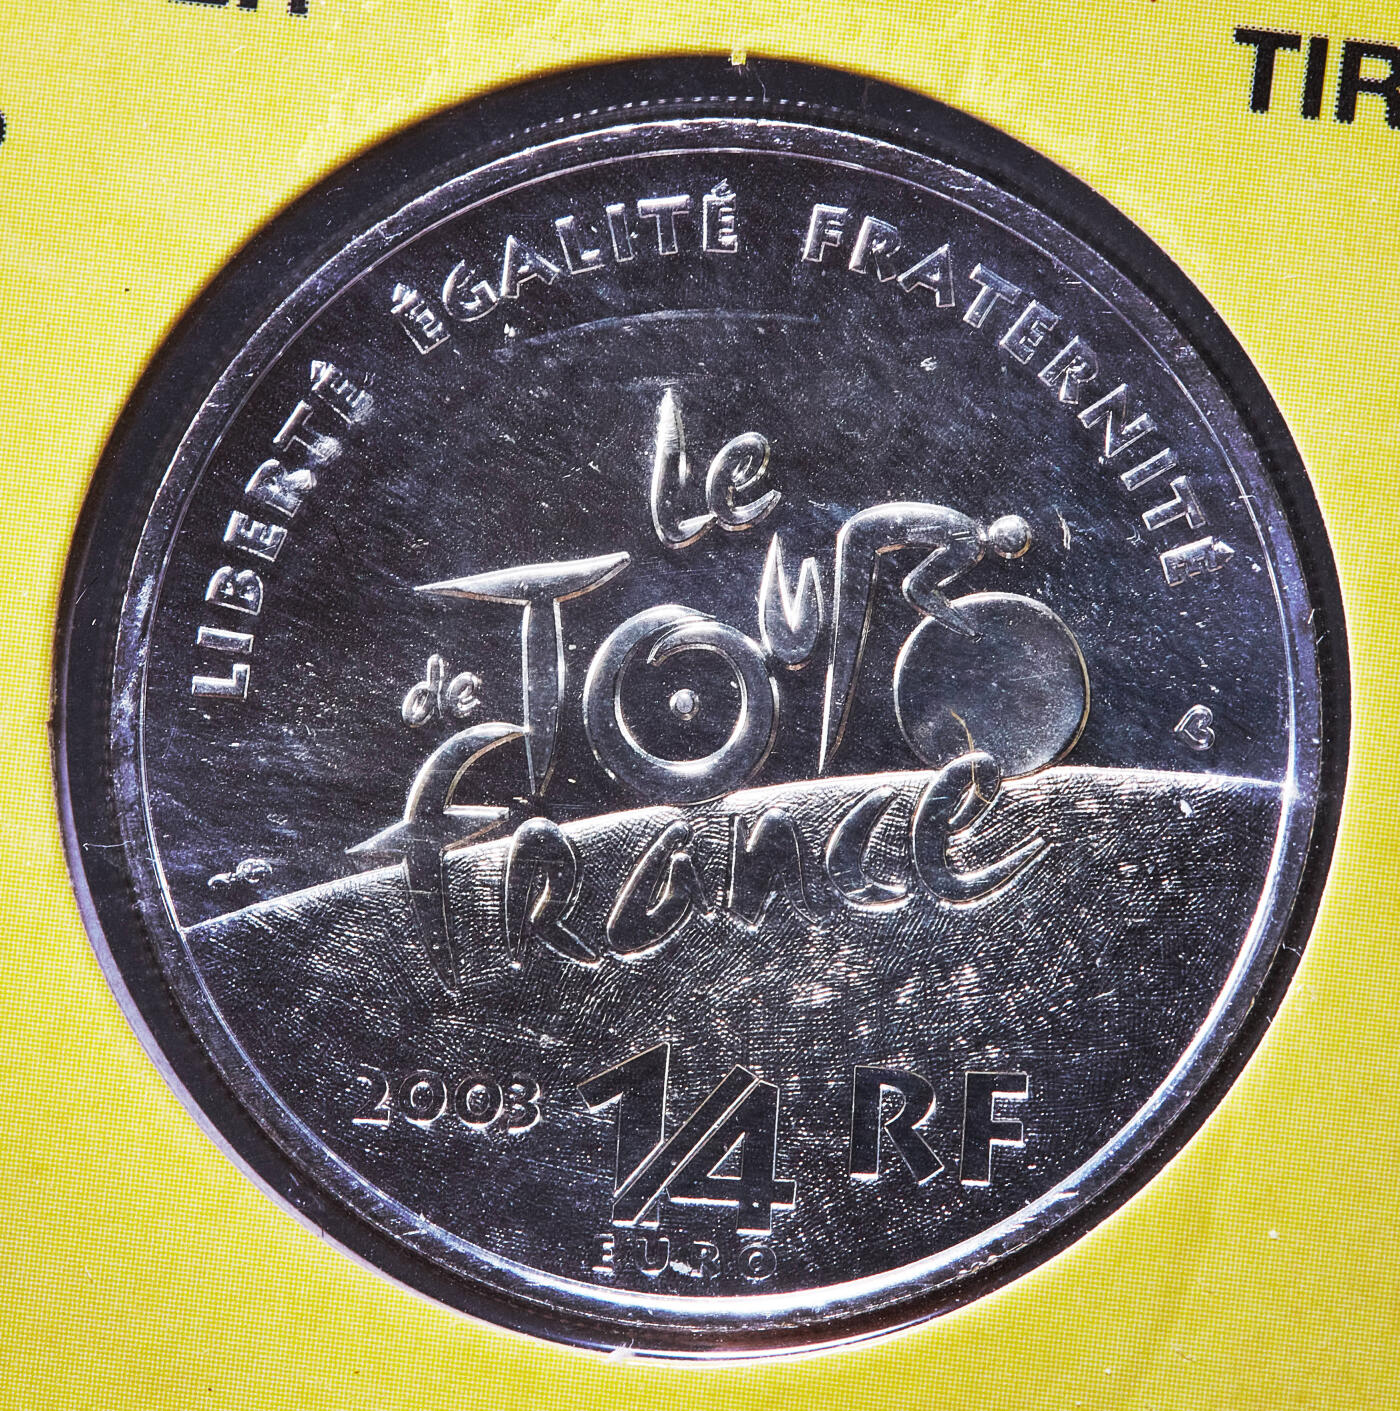 TIR
LIBERTÉ ÉGALITÉ FRATERNITÉ
Le
Tour
de
france
2003 1/4 RF
EURO